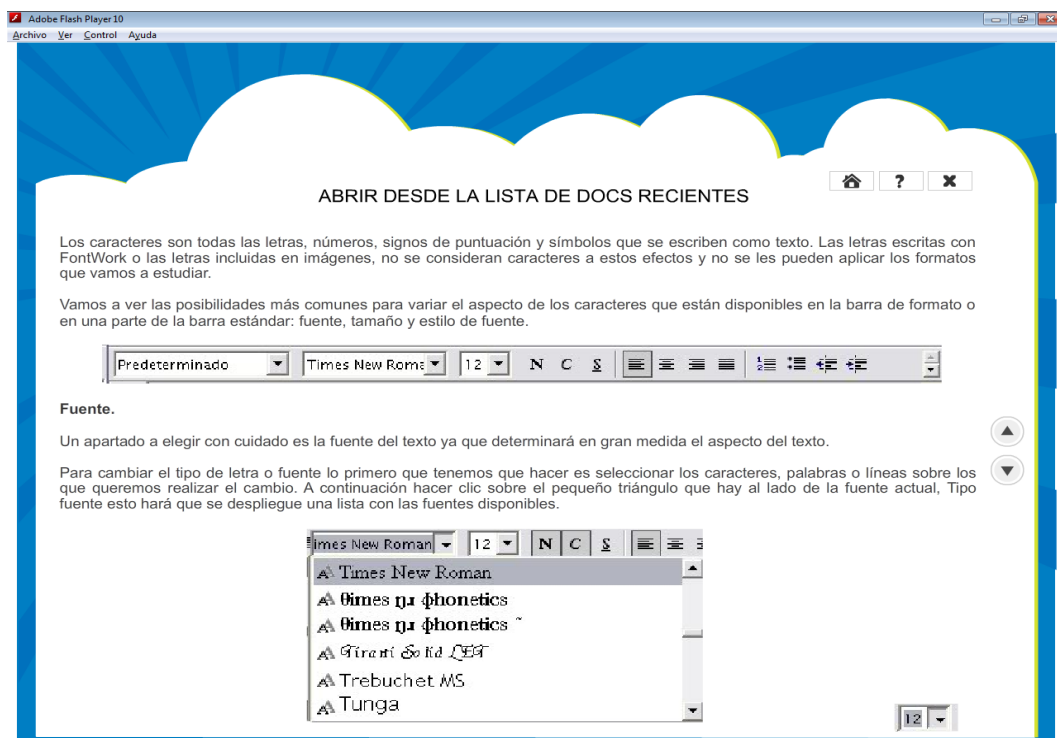 Adobe Flash Player 10
Archivo Ver Control Ayuda
?
ABRIR DESDE LA LISTA DE DOCS RECIENTES
Los caracteres son todas las letras, números, signos de puntuación y símbolos que se escriben como texto. Las letras escritas con
FontWork o las letras incluidas en imágenes, no se consideran caracteres a estos efectos y no se les pueden aplicar los formatos
que vamos a estudiar.
Vamos a ver las posibilidades más comunes para variar el aspecto de los caracteres que están disponibles en la barra de formato o
en una parte de la barra estándar: fuente, tamaño y estilo de fuente.
Predeterminado Times New Roma 12 N C S
Fuente.
Un apartado a elegir con cuidado es la fuente del texto ya que determinará en gran medida el aspecto del texto.
Para cambiar el tipo de letra o fuente lo primero que tenemos que hacer es seleccionar los caracteres, palabras o líneas sobre los
que queremos realizar el cambio. A continuación hacer clic sobre el pequeño triángulo que hay al lado de la fuente actual, Tipo
fuente esto hará que se despliegue una lista con las fuentes disponibles.
imes New Roman 12 N C S
Times New Roman
θimes ŋɹ ɸhonetics
θimes ŋɹ ɸhonetics ˜
Tirani Solid LET
Trebuchet MS
Tunga
12